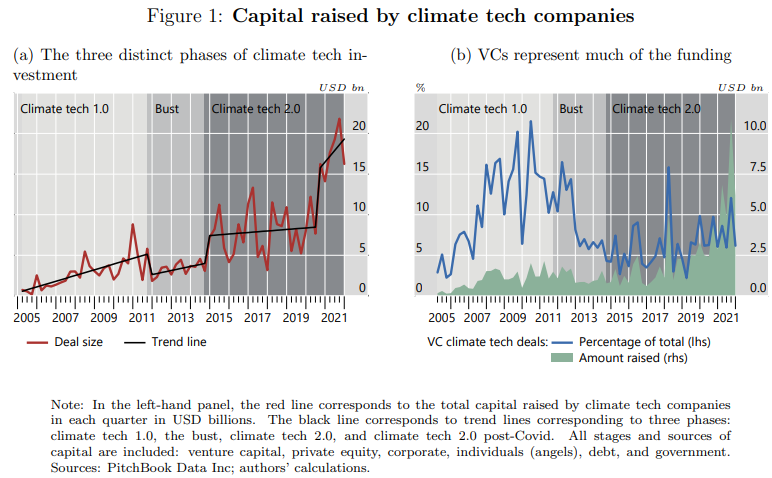 Figure 1: Capital raised by climate tech companies
(a) The three distinct phases of climate tech in-
vestment
USD bn
Climate tech 1.0 Bust Climate tech 2.0
20
15
10
5
0
2005 2007 2009 2011 2013 2015 2017 2019 2021
Deal size Trend line
(b) VCs represent much of the funding
% USD bn
Climate tech 1.0 Bust Climate tech 2.0
20 10.0
15 7.5
10 5.0
5 2.5
0 0.0
2005 2007 2009 2011 2013 2015 2017 2019 2021
VC climate tech deals: Percentage of total (lhs)
Amount raised (rhs)
Note: In the left-hand panel, the red line corresponds to the total capital raised by climate tech companies
in each quarter in USD billions. The black line corresponds to trend lines corresponding to three phases:
climate tech 1.0, the bust, climate tech 2.0, and climate tech 2.0 post-Covid. All stages and sources of
capital are included: venture capital, private equity, corporate, individuals (angels), debt, and government.
Sources: PitchBook Data Inc; authors' calculations.